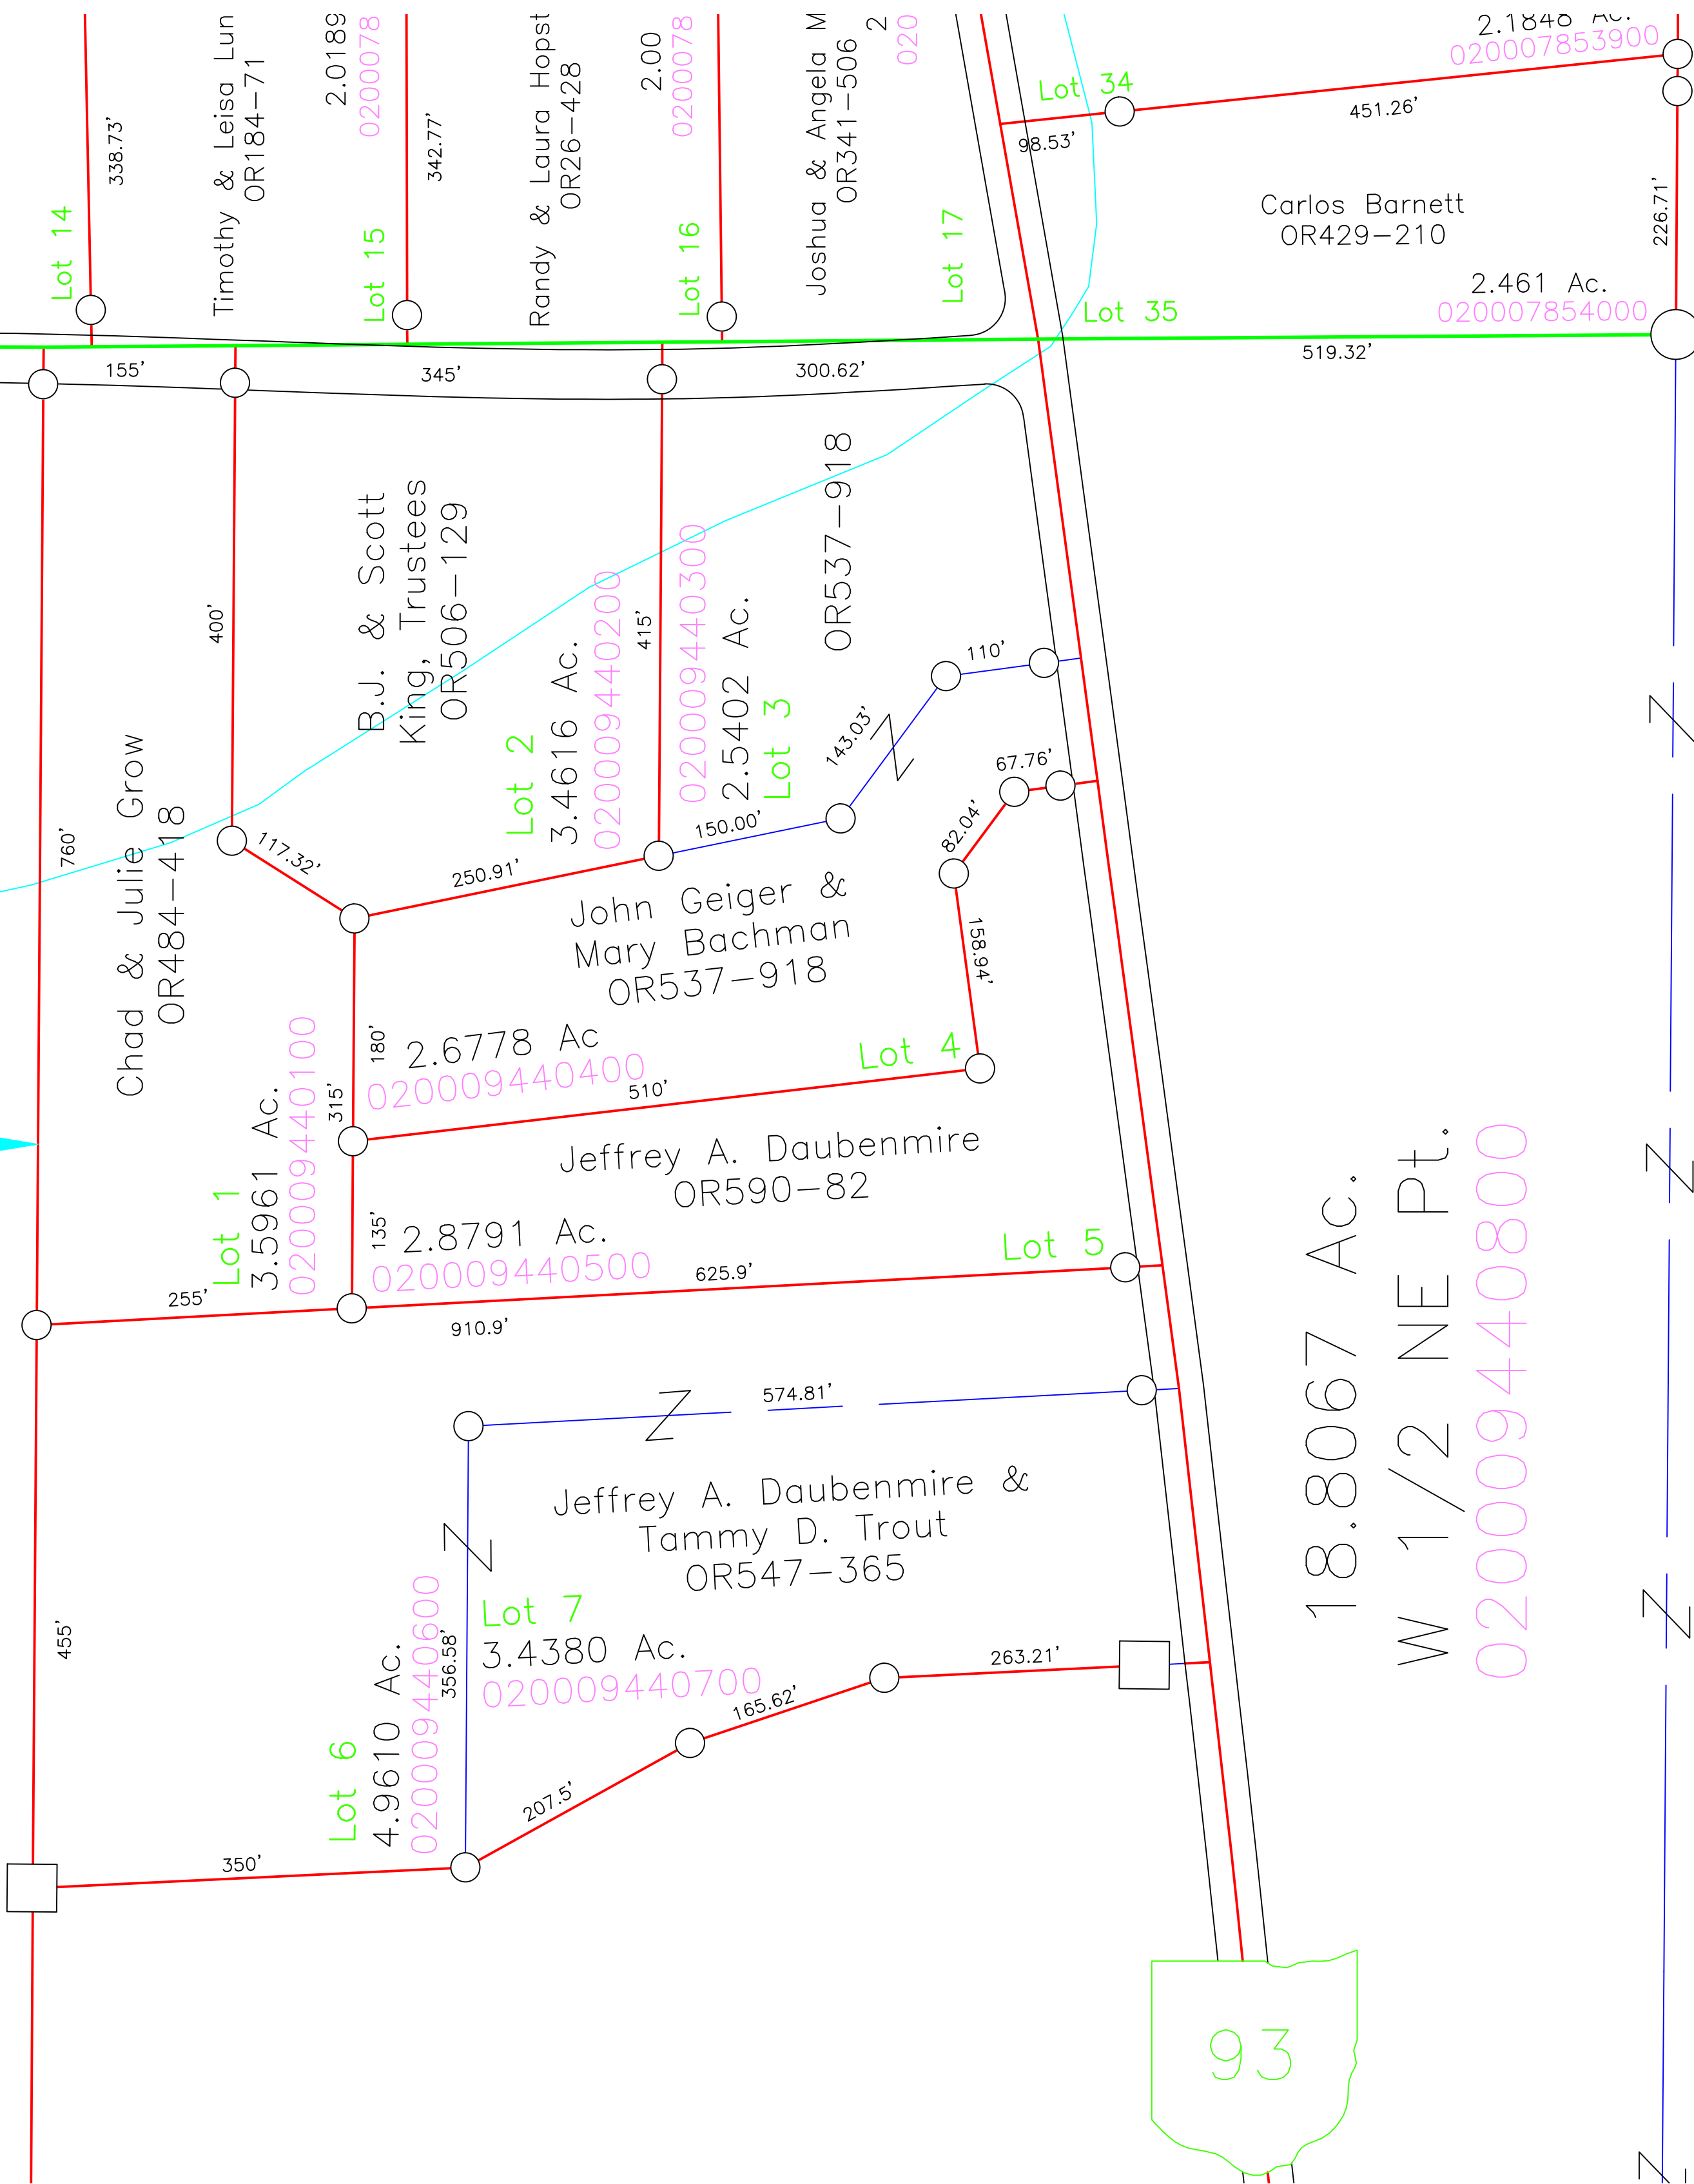 338.73'
Lot 14
Timothy & Leisa Lun
OR184-71
2.0189
0200078
342.77'
Lot 15
Randy & Laura Hopst
OR26-428
2.00
0200078
Lot 16
Joshua & Angela M
OR341-506
2
020
Lot 17
2.1848 Ac.
020007853900
Lot 34
98.53'
451.26'
Carlos Barnett
OR429-210
226.71'
2.461 Ac.
020007854000
Lot 35
519.32'
155'
345'
300.62'
760'
400'
Chad & Julie Grow
OR484-418
Lot 1
3.5961 Ac.
020009440100
B.J. & Scott
King, Trustees
OR506-129
Lot 2
3.4616 Ac.
020009440200
415'
020009440300
2.5402 Ac.
Lot 3
OR537-918
110'
143.03'
150.00'
67.76'
82.04'
158.94'
117.32'
250.91'
John Geiger &
Mary Bachman
OR537-918
180'
2.6778 Ac
020009440400
Lot 4
315'
510'
Jeffrey A. Daubenmire
OR590-82
135'
2.8791 Ac.
020009440500
Lot 5
255'
625.9'
910.9'
574.81'
Jeffrey A. Daubenmire &
Tammy D. Trout
OR547-365
Lot 7
3.4380 Ac.
020009440700
356.58'
Lot 6
4.9610 Ac.
020009440600
455'
350'
207.5'
165.62'
263.21'
18.8067 Ac.
W 1/2 NE Pt.
020009440800
93